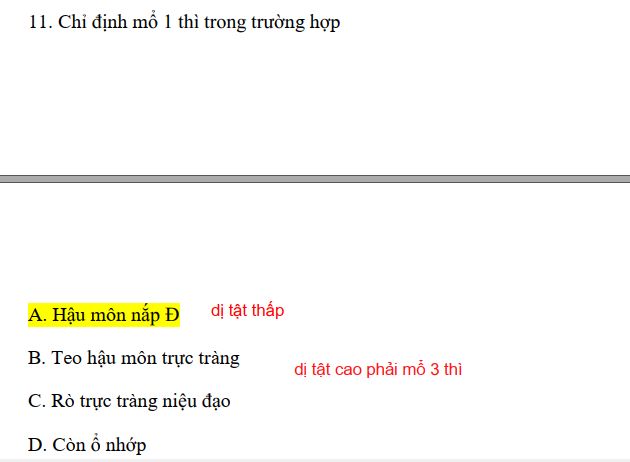 11. Chỉ định mổ 1 thì trong trường hợp
A. Hậu môn nắp Đ dị tật thấp
B. Teo hậu môn trực tràng
dị tật cao phải mổ 3 thì
C. Rò trực tràng niệu đạo
D. Còn ổ nhớp